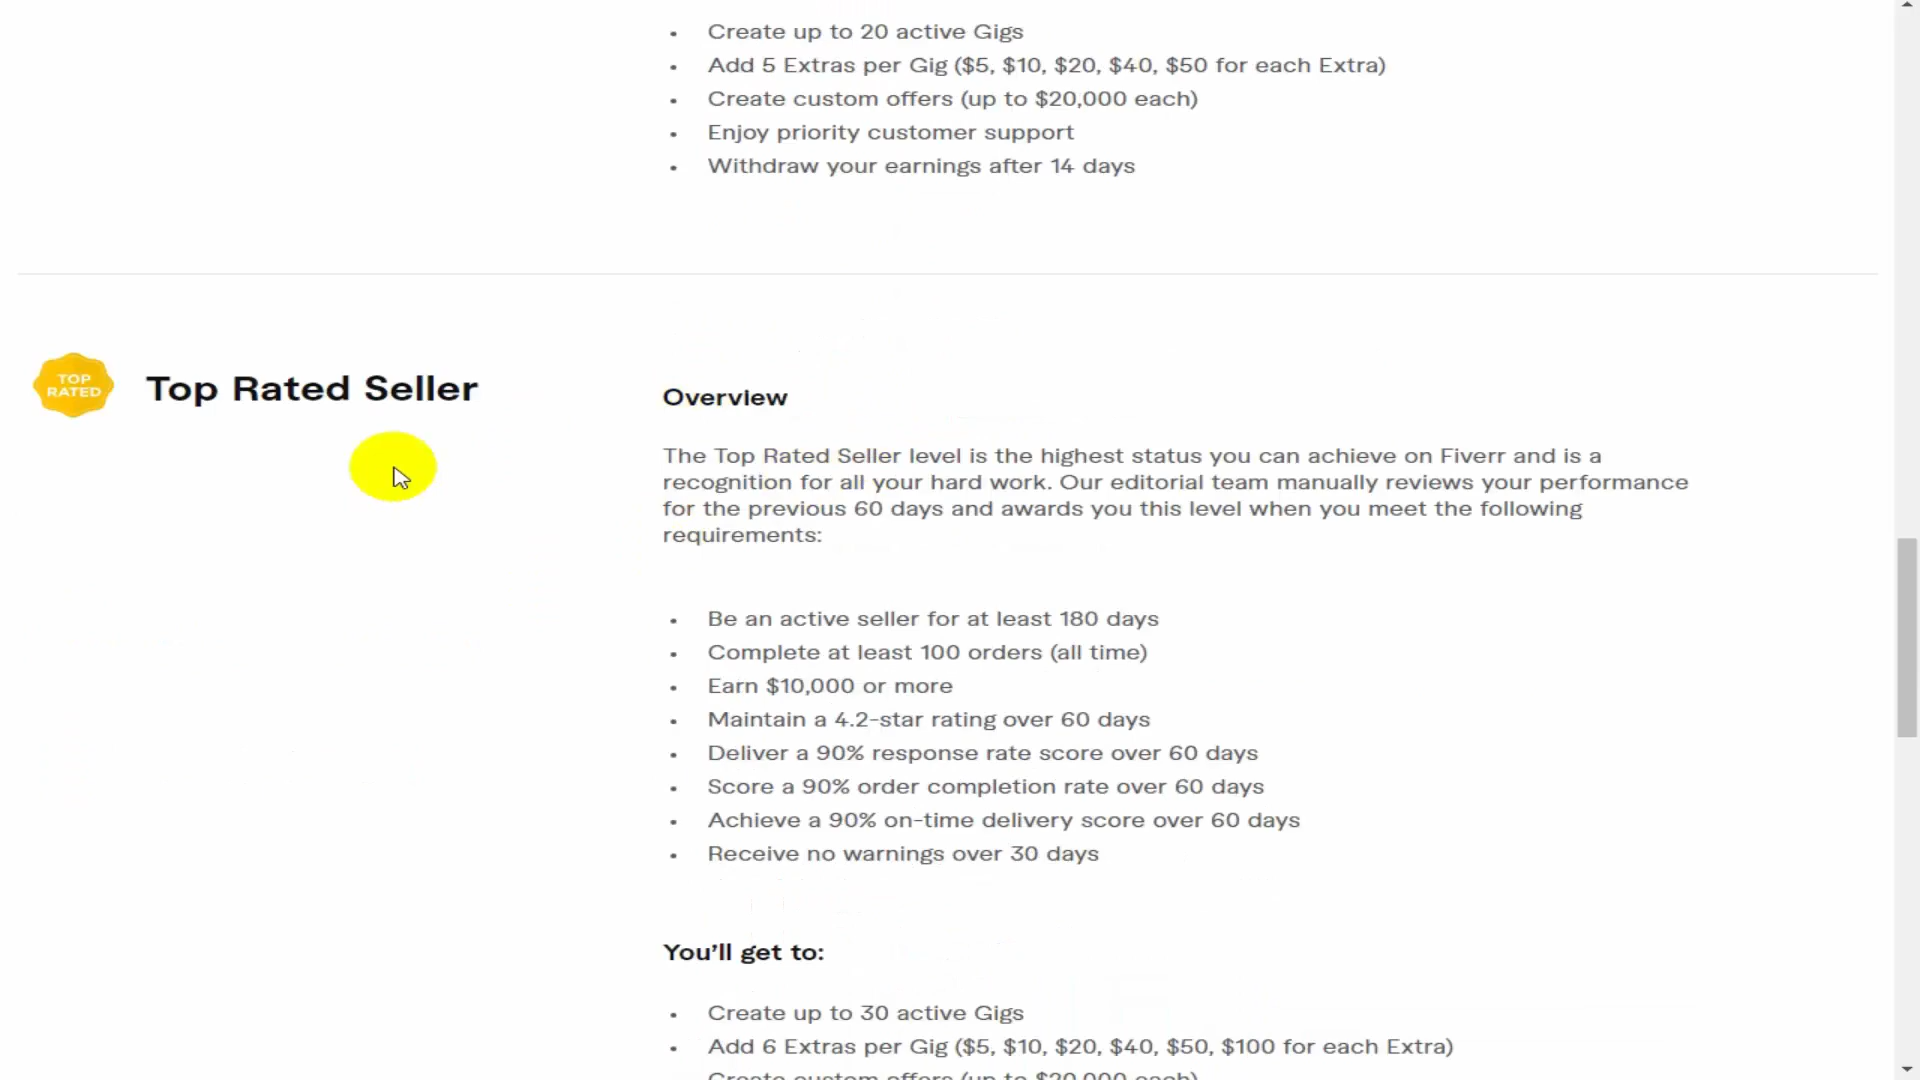 Create up to 20 active Gigs
Add 5 Extras per Gig ($5, $10, $20, $40, $50 for each Extra)
Create custom offers (up to $20,000 each)
Enjoy priority customer support
Withdraw your earnings after 14 days
TOP
RATED
Top Rated Seller
Overview
The Top Rated Seller level is the highest status you can achieve on Fiverr and is a
recognition for all your hard work. Our editorial team manually reviews your performance
for the previous 60 days and awards you this level when you meet the following
requirements:
Be an active seller for at least 180 days
Complete at least 100 orders (all time)
Earn $10,000 or more
Maintain a 4.2-star rating over 60 days
Deliver a 90% response rate score over 60 days
Score a 90% order completion rate over 60 days
Achieve a 90% on-time delivery score over 60 days
Receive no warnings over 30 days
You’ll get to:
Create up to 30 active Gigs
Add 6 Extras per Gig ($5, $10, $20, $40, $50, $100 for each Extra)
Create custom offers (up to $20,000 each)